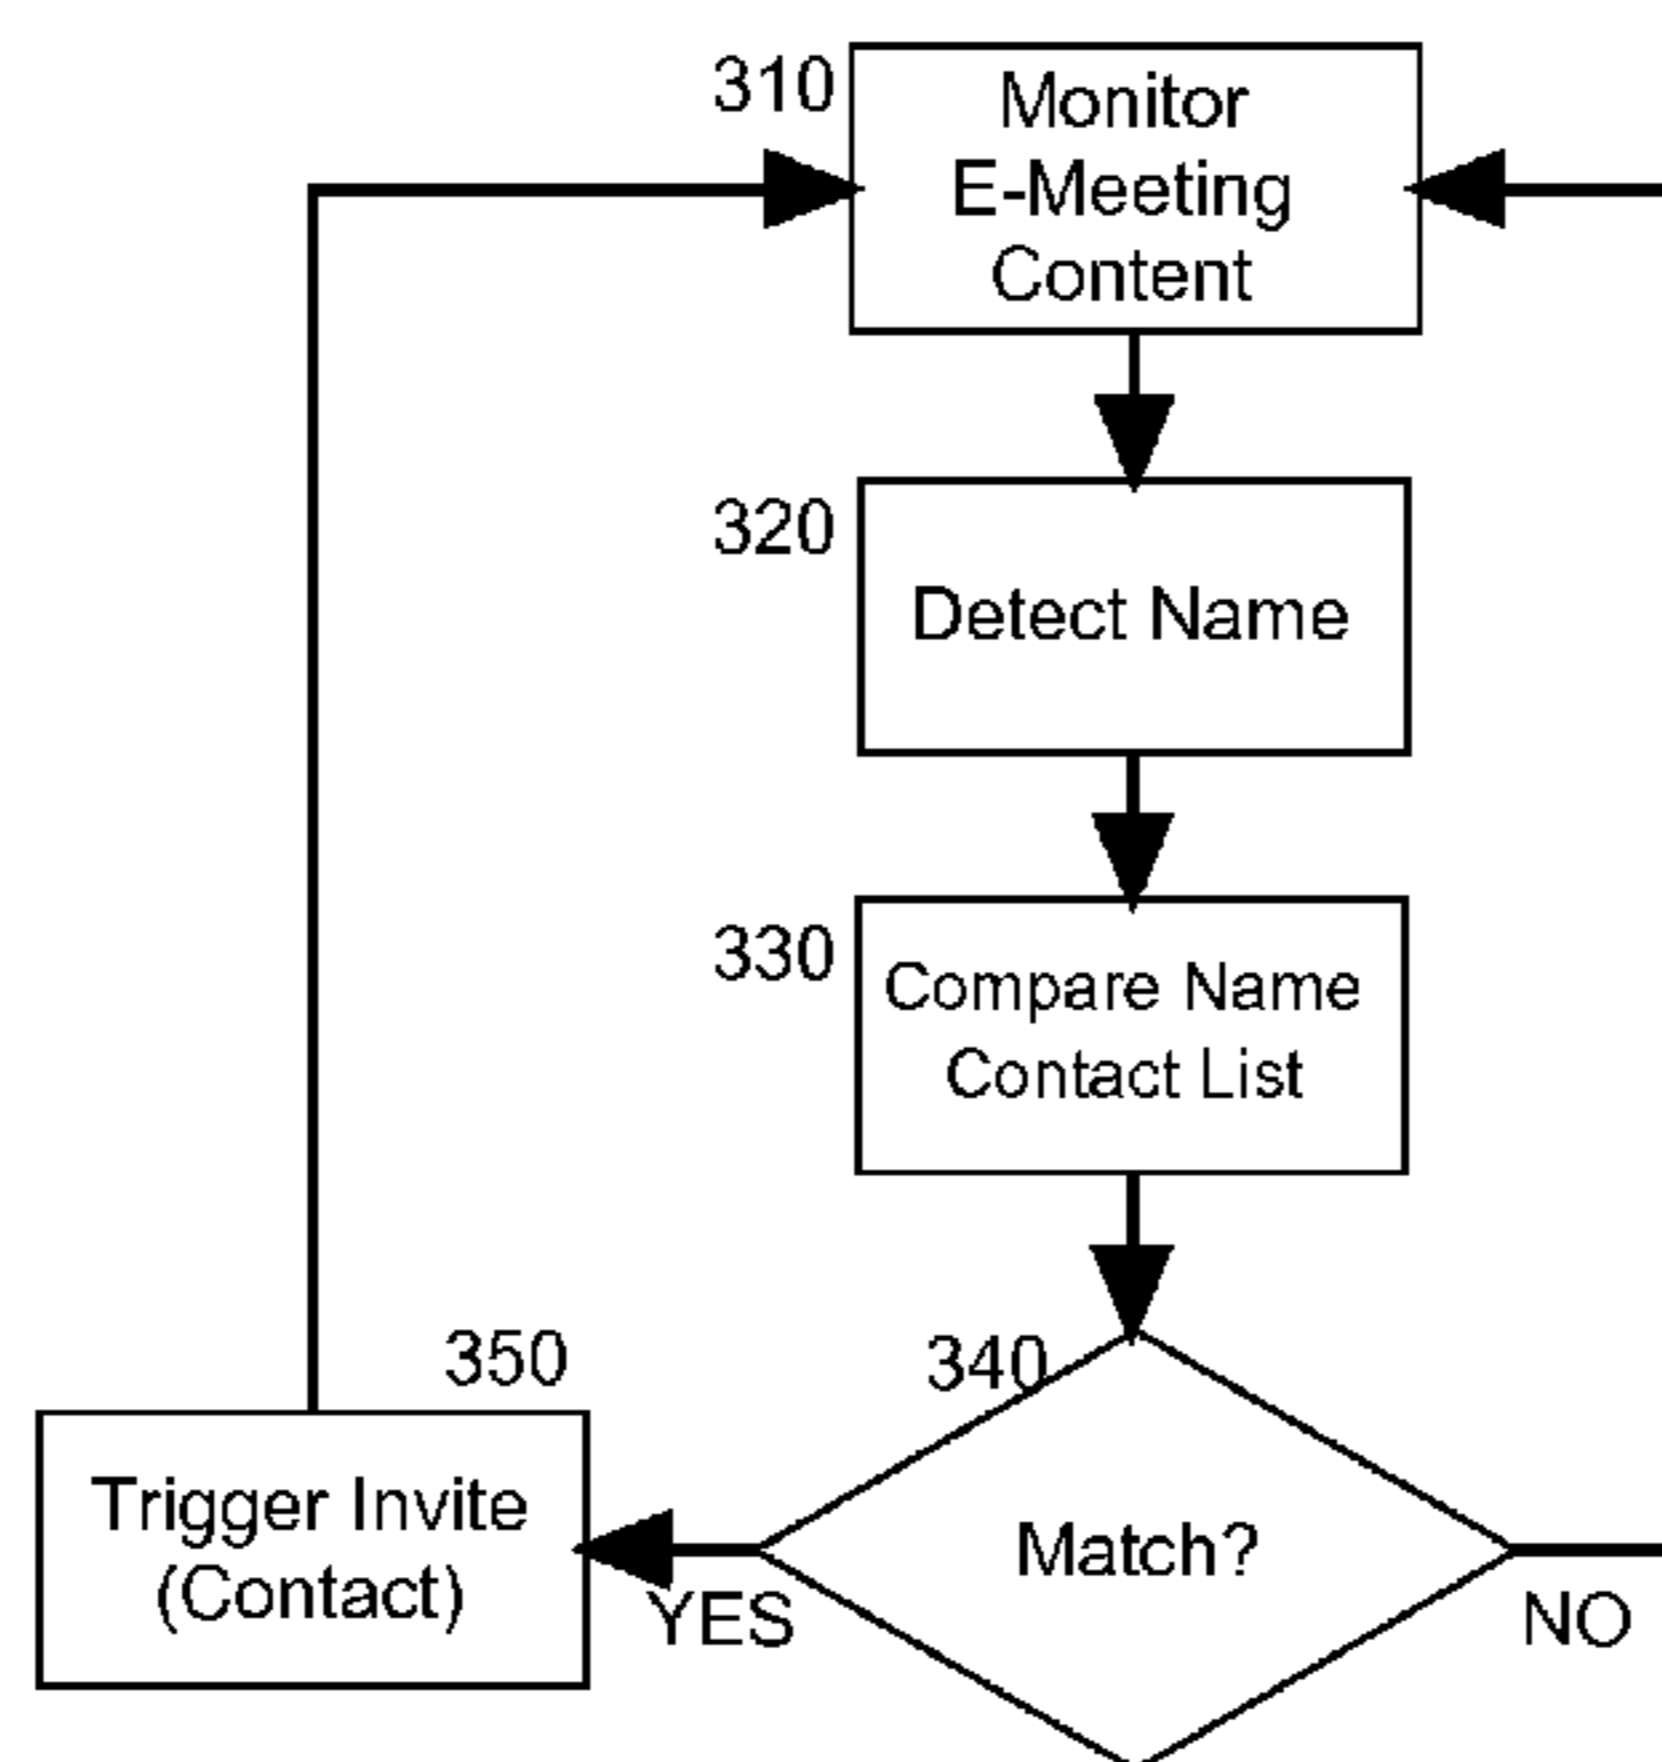 310
Monitor
E-Meeting
Content
320
Detect Name
330
Compare Name
Contact List
340
350
Trigger Invite
(Contact)
Match?
YES
NO